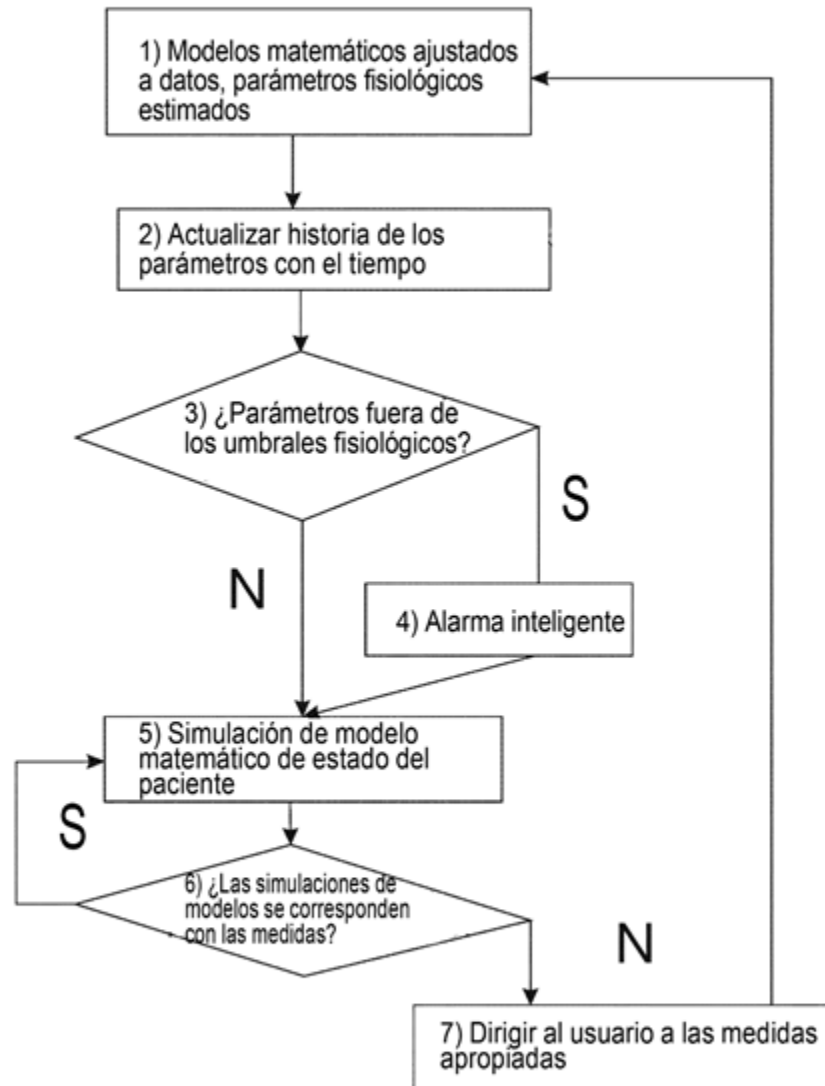 1) Modelos matemáticos ajustados
a datos, parámetros fisiológicos
estimados
2) Actualizar historia de los
parámetros con el tiempo
3) ¿Parámetros fuera de
los umbrales fisiológicos?
S
N
4) Alarma inteligente
5) Simulación de modelo
matemático de estado del
paciente
S
6) ¿Las simulaciones de
modelos se corresponden
con las medidas?
N
7) Dirigir al usuario a las medidas
apropiadas